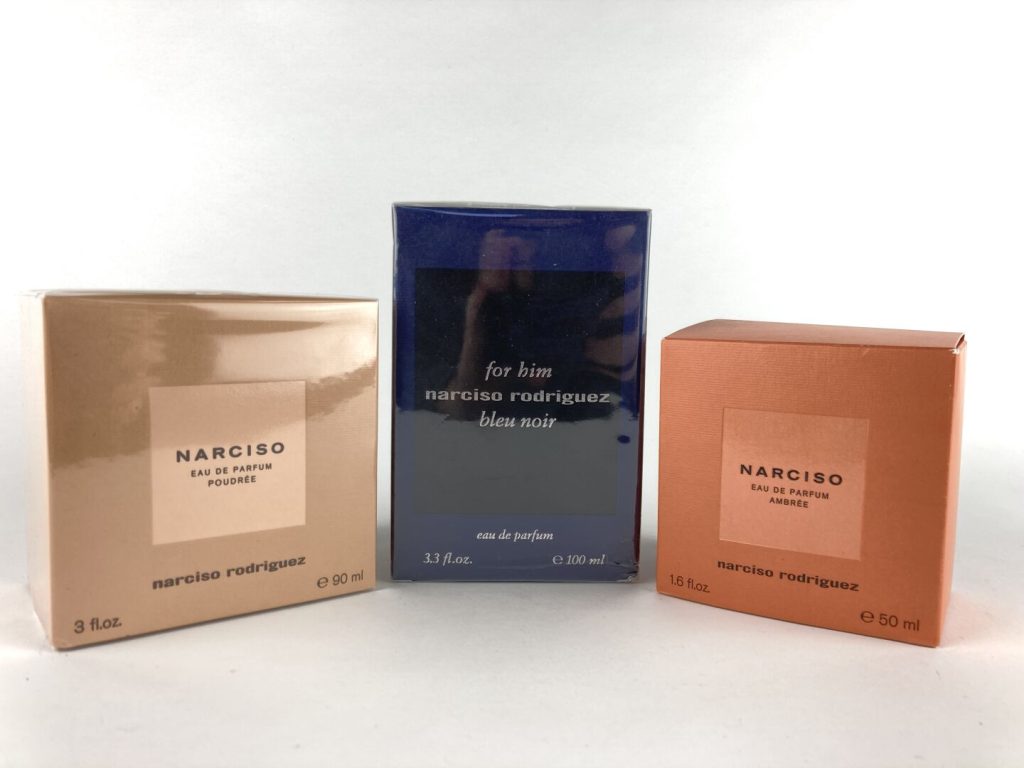 NARCISO
EAU DE PARFUM
POUDRÉE
narciso rodriguez
3 fl.oz.
℮ 90 ml
for him
narciso rodriguez
bleu noir
eau de parfum
3.3 fl.oz.
℮ 100 ml
NARCISO
EAU DE PARFUM
AMBRÉE
narciso rodriguez
1.6 fl.oz.
℮ 50 ml